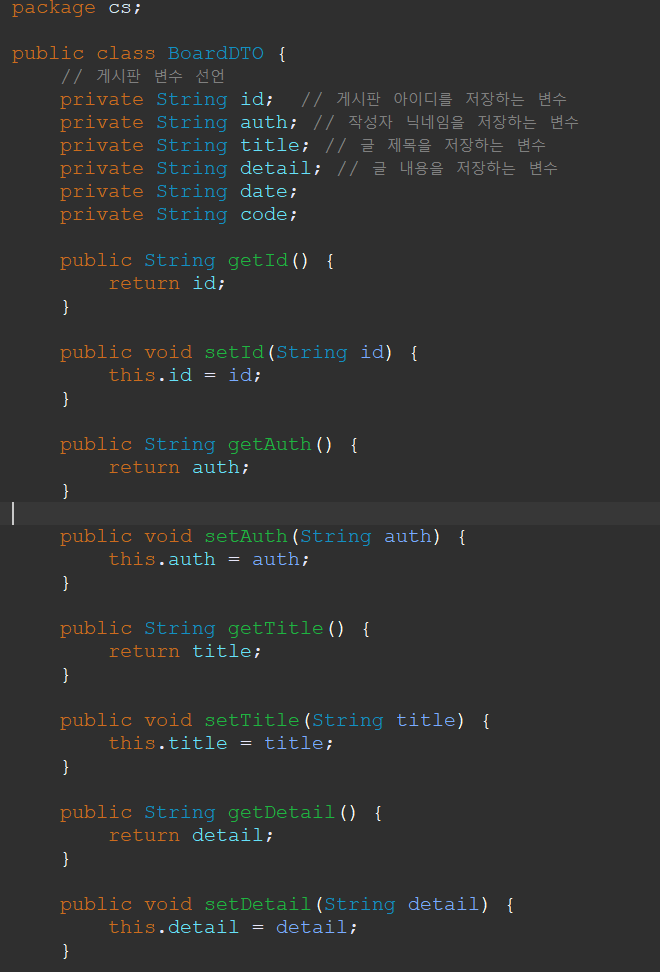 package cs;
public class BoardDTO {
// 게시판 변수 선언
private String id; // 게시판 아이디를 저장하는 변수
private String auth; // 작성자 닉네임을 저장하는 변수
private String title; // 글 제목을 저장하는 변수
private String detail; // 글 내용을 저장하는 변수
private String date;
private String code;
public String getId() {
return id;
}
public void setId(String id) {
this.id = id;
}
public String getAuth() {
return auth;
}
public void setAuth(String auth) {
this.auth = auth;
}
public String getTitle() {
return title;
}
public void setTitle(String title) {
this.title = title;
}
public String getDetail() {
return detail;
}
public void setDetail(String detail) {
this.detail = detail;
}